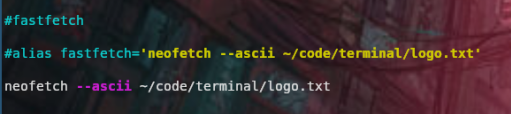 #fastfetch
#alias fastfetch='neofetch --ascii ~/code/terminal/logo.txt'
neofetch --ascii ~/code/terminal/logo.txt